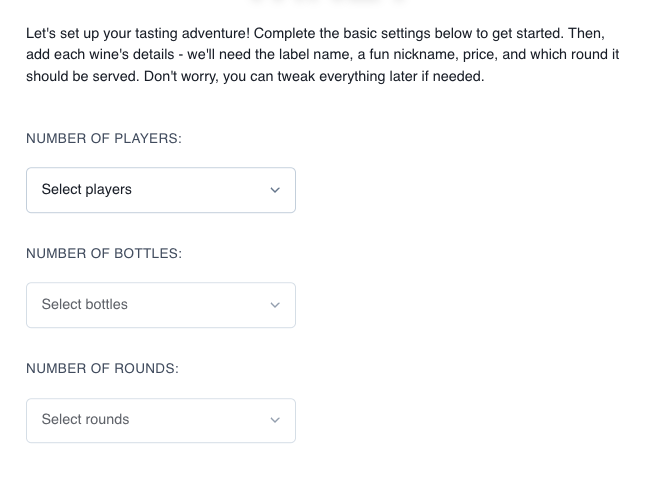 Let's set up your tasting adventure! Complete the basic settings below to get started. Then,
add each wine's details - we'll need the label name, a fun nickname, price, and which round it
should be served. Don't worry, you can tweak everything later if needed.
NUMBER OF PLAYERS:
Select players
NUMBER OF BOTTLES:
Select bottles
NUMBER OF ROUNDS:
Select rounds